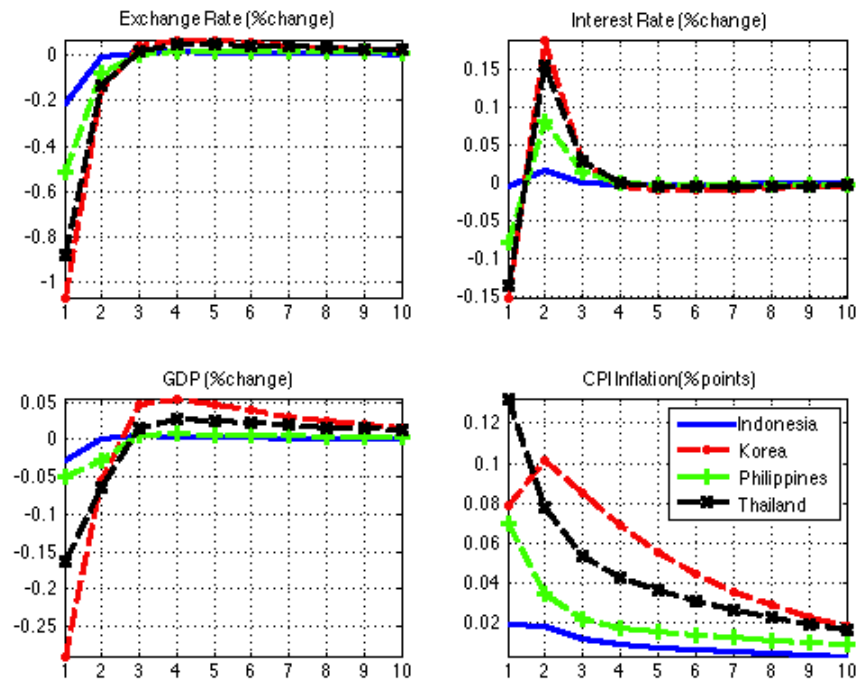 Exchange Rate (%change)
0
-0.2
-0.4
-0.6
-0.8
-1
1 2 3 4 5 6 7 8 9 10
Interest Rate (%change)
0.15
0.1
0.05
0
-0.05
-0.1
-0.15
1 2 3 4 5 6 7 8 9 10
GDP (%change)
0.05
0
-0.05
-0.1
-0.15
-0.2
-0.25
1 2 3 4 5 6 7 8 9 10
CPI Inflation(%points)
0.12
0.1
0.08
0.06
0.04
0.02
1 2 3 4 5 6 7 8 9 10
Indonesia
Korea
Philippines
Thailand